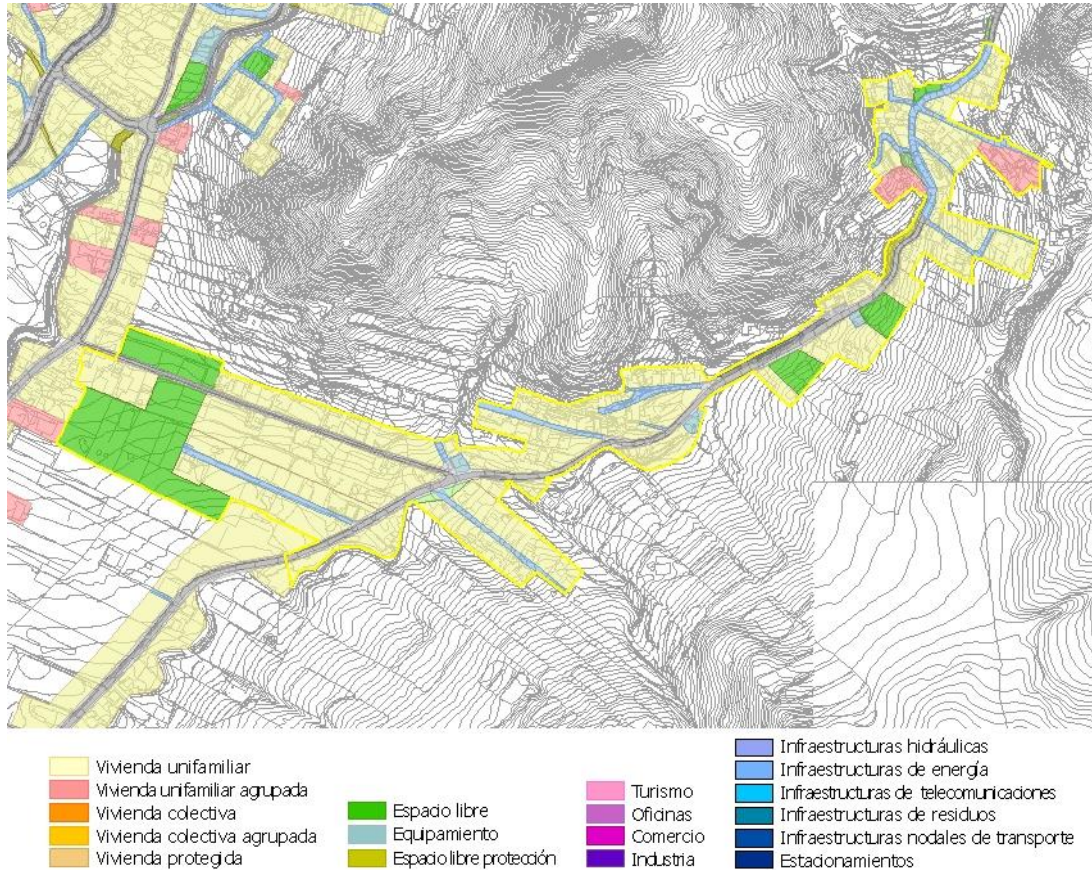 Vivienda unifamiliar
Vivienda unifamiliar agrupada
Vivienda colectiva
Vivienda colectiva agrupada
Vivienda protegida
Espacio libre
Equipamiento
Espacio libre protección
Turismo
Oficinas
Comercio
Industria
Infraestructuras hidráulicas
Infraestructuras de energía
Infraestructuras de telecomunicaciones
Infraestructuras de residuos
Infraestructuras nodales de transporte
Estacionamientos